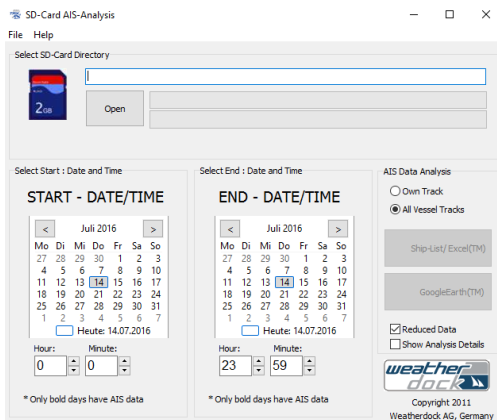 SD-Card AIS-Analysis
File Help
Select SD-Card Directory
2GB
Open
Select Start : Date and Time
START - DATE/TIME
< Juli 2016 >
Mo Di Mi Do Fr Sa So
27 28 29 30 1 2 3
4 5 6 7 8 9 10
11 12 13 14 15 16 17
18 19 20 21 22 23 24
25 26 27 28 29 30 31
1 2 3 4 5 6 7
Heute: 14.07.2016
Hour: Minute:
0 0
* Only bold days have AIS data
Select End : Date and Time
END - DATE/TIME
< Juli 2016 >
Mo Di Mi Do Fr Sa So
27 28 29 30 1 2 3
4 5 6 7 8 9 10
11 12 13 14 15 16 17
18 19 20 21 22 23 24
25 26 27 28 29 30 31
1 2 3 4 5 6 7
Heute: 14.07.2016
Hour: Minute:
23 59
* Only bold days have AIS data
AIS Data Analysis
Own Track
All Vessel Tracks
Ship-List/ Excel(TM)
GoogleEarth(TM)
Reduced Data
Show Analysis Details
weather
dock
Copyright 2011
Weatherdock AG, Germany